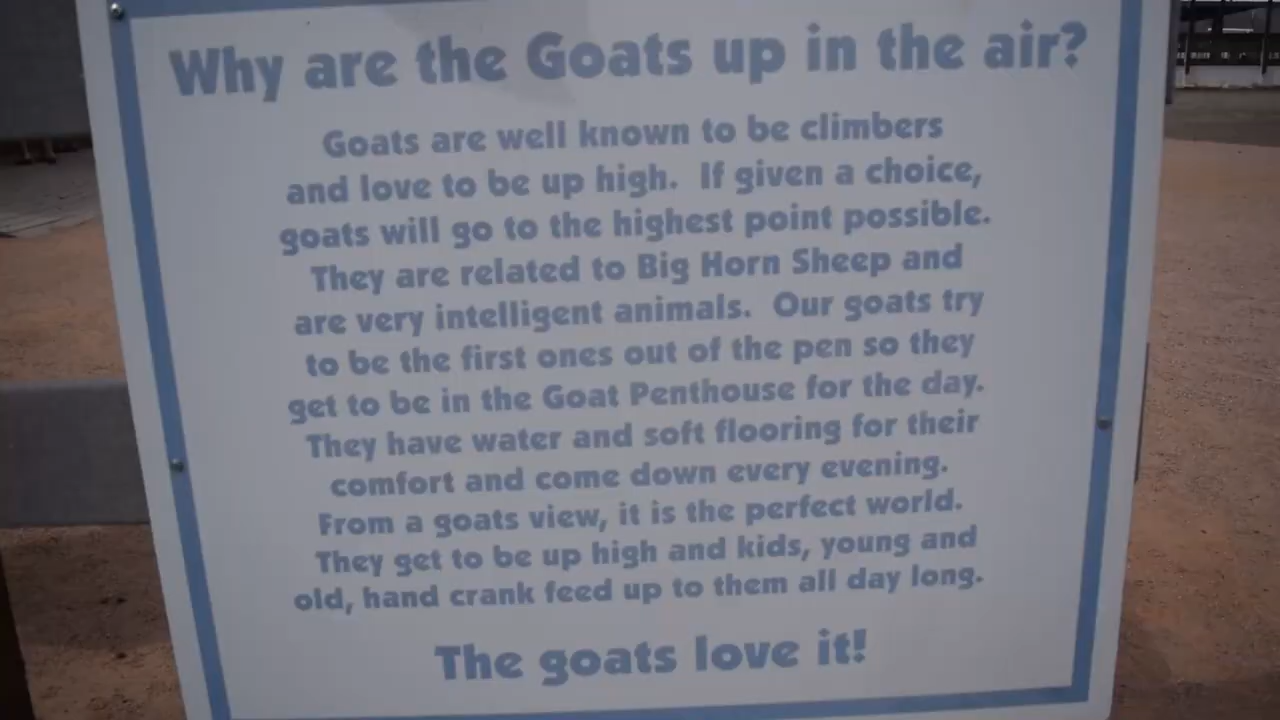 Why are the Goats up in the air?
Goats are well known to be climbers
and love to be up high. If given a choice,
goats will go to the highest point possible.
They are related to Big Horn Sheep and
are very intelligent animals. Our goats try
to be the first ones out of the pen so they
get to be in the Goat Penthouse for the day.
They have water and soft flooring for their
comfort and come down every evening.
From a goats view, it is the perfect world.
They get to be up high and kids, young and
old, hand crank feed up to them all day long.
The goats love it!